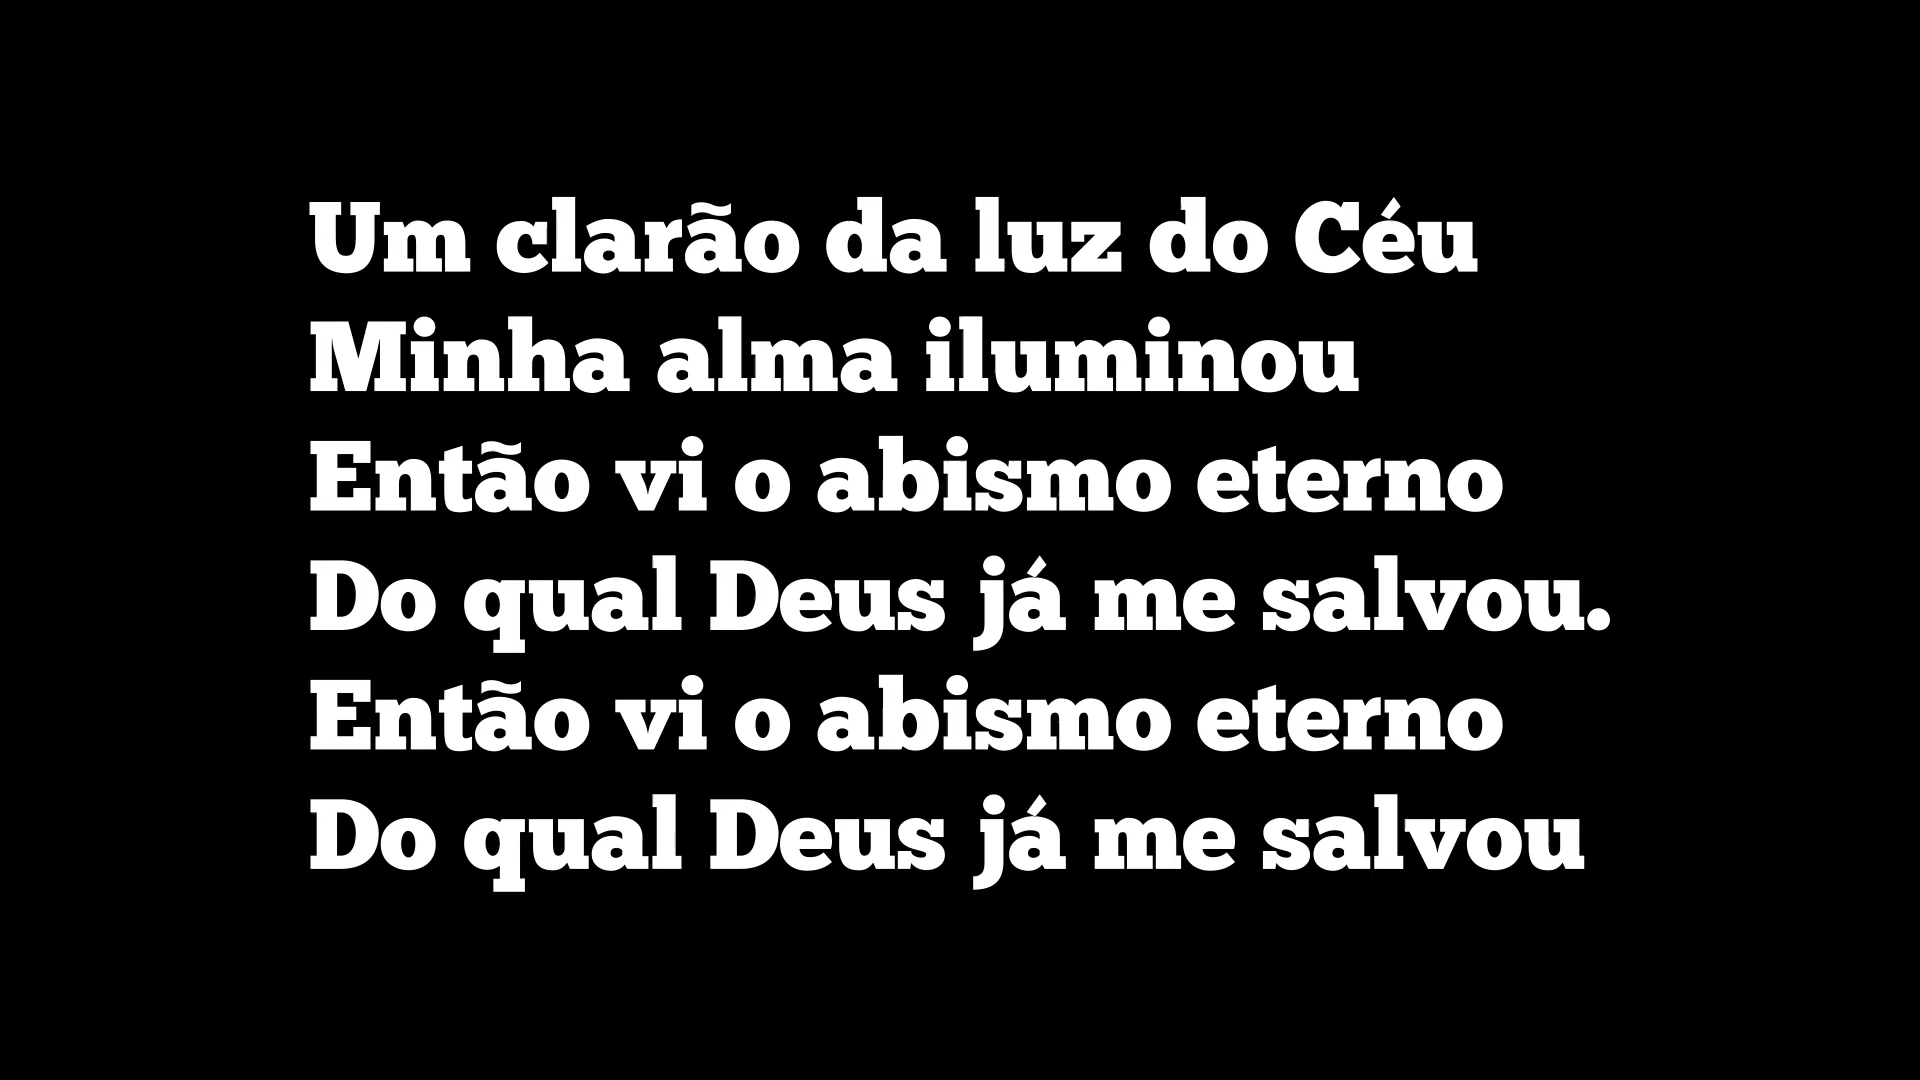 Um clarão da luz do Céu
Minha alma iluminou
Então vi o abismo eterno
Do qual Deus já me salvou.
Então vi o abismo eterno
Do qual Deus já me salvou